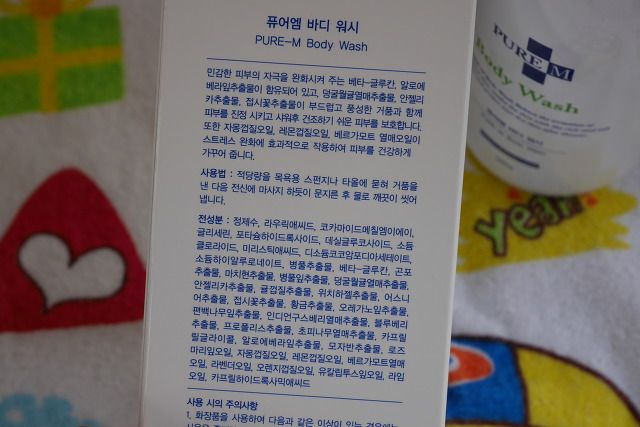 퓨어엠 바디 워시
PURE-M Body Wash
민감한 피부의 자극을 완화시켜 주는 베타-글루칸, 알로에
베라잎추출물이 함유되어 있고, 덩굴월귤열매추출물, 안젤리
카추출물, 접시꽃추출물이 부드럽고 풍성한 거품과 함께
피부를 진정 시키고 샤워후 건조하기 쉬운 피부를 보호합니다.
또한 자몽껍질오일, 레몬껍질오일, 베르가모트 열매오일이
스트레스 완화에 효과적으로 작용하여 피부를 건강하게
가꾸어 줍니다.
사용법 : 적당량을 목욕용 스펀지나 타올에 묻혀 거품을
낸 다음 전신에 마사지 하듯이 문지른 후 물로 깨끗이 씻어
냅니다.
전성분 : 정제수, 라우릭애씨드, 코카미도메칠엠이에이,
글리세린, 포타슘하이드록사이드, 데실글루코사이드, 소듐
클로라이드, 미리스틱애씨드, 디소듐코코암포디아세테이트,
소듐하이알루로네이트, 병풀추출물, 베타-글루칸, 곤포
추출물, 마치현추출물, 병풀잎추출물, 덩굴월귤열매추출물,
안젤리카추출물, 귤껍질추출물, 위치하젤추출물, 어스니
어추출물, 접시꽃추출물, 황금추출물, 오레가노잎추출물,
편백나무잎추출물, 인디언구스베리열매추출물, 블루베리
추출물, 프로폴리스추출물, 초피나무열매추출물, 카프릴
릴글라이콜, 알로에베라잎추출물, 모자반추출물, 로즈
마리잎오일, 자몽껍질오일, 레몬껍질오일, 베르가모트열매
오일, 라벤더오일, 오렌지껍질오일, 유칼립투스잎오일, 라임
오일, 카프릴하이드록사믹애씨드
사용 시의 주의사항
1. 화장품을 사용하여 다음과 같은 이상이 있는 경우에는
PURE M
Body Wash
yeah